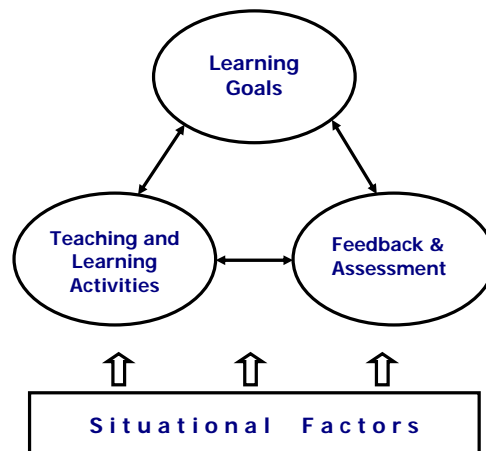 Learning
Goals
Teaching and
Learning
Activities
Feedback &
Assessment
Situational Factors